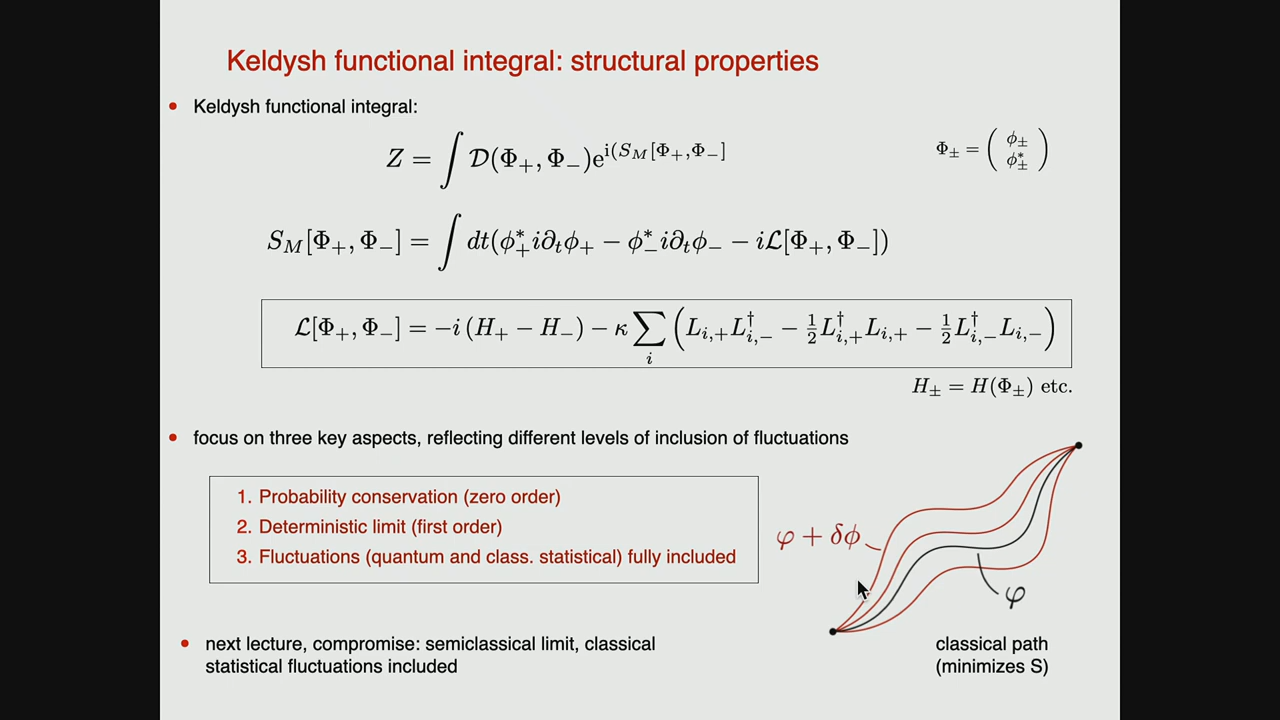 Keldysh functional integral: structural properties
• Keldysh functional integral:
Z = ∫ 𝒟(Φ₊, Φ₋)e^{i(S_M[Φ₊,Φ₋]}
Φ± = ( ϕ± ϕ*± )
S_M[Φ₊, Φ₋] = ∫ dt(ϕ₊* i∂ₜϕ₊ − ϕ₋* i∂ₜϕ₋ − iℒ[Φ₊, Φ₋])
ℒ[Φ₊, Φ₋] = −i (H₊ − H₋) − κ ∑_i ( L_{i,+}L†_{i,−} − ½L†_{i,+}L_{i,+} − ½L†_{i,−}L_{i,−} )
H± = H(Φ±) etc.
• focus on three key aspects, reflecting different levels of inclusion of fluctuations
1. Probability conservation (zero order)
2. Deterministic limit (first order)
3. Fluctuations (quantum and class. statistical) fully included
φ + δϕ
φ
• next lecture, compromise: semiclassical limit, classical
statistical fluctuations included
classical path
(minimizes S)